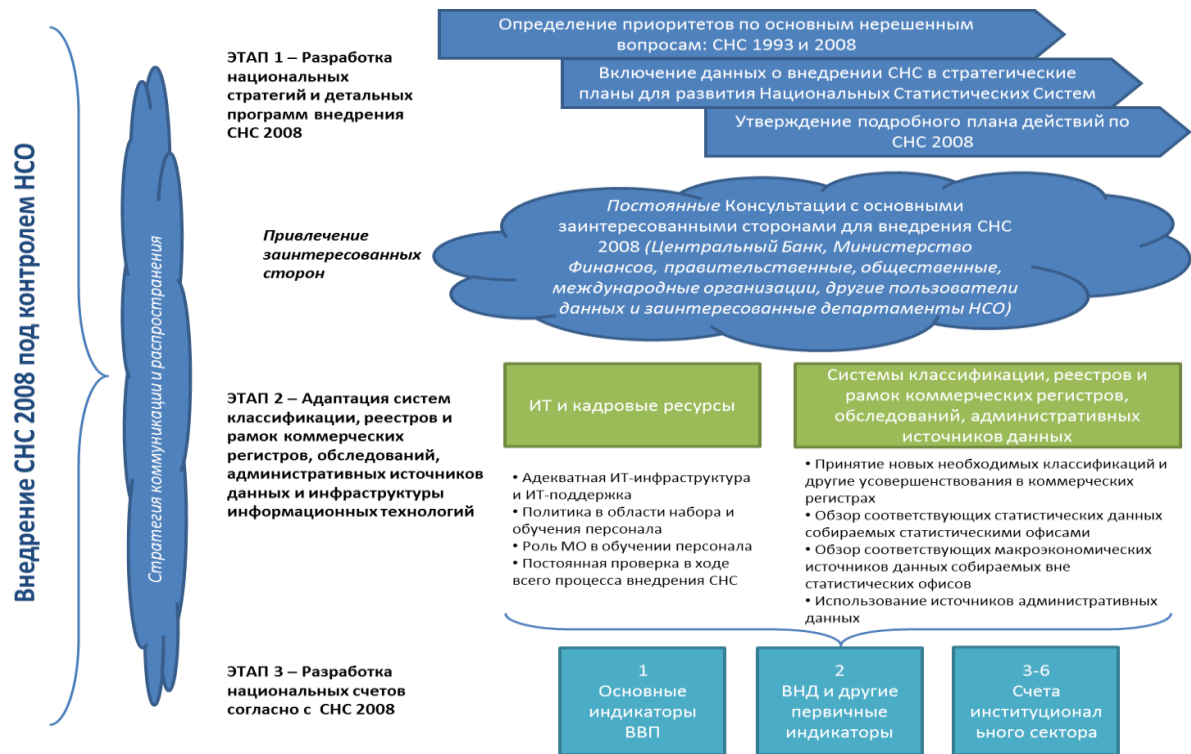 Внедрение СНС 2008 под контролем НСО
Стратегия коммуникации и распространения
ЭТАП 1 – Разработка
национальных
стратегий и детальных
программ внедрения
СНС 2008
Определение приоритетов по основным нерешенным
вопросам: СНС 1993 и 2008
Включение данных о внедрении СНС в стратегические
планы для развития Национальных Статистических Систем
Утверждение подробного плана действий по
СНС 2008
Привлечение
заинтересованных
сторон
Постоянные Консультации с основными
заинтересованными сторонами для внедрения СНС
2008 (Центральный Банк, Министерство
Финансов, правительственные, общественные,
международные организации, другие пользователи
данных и заинтересованные департаменты НСО)
ЭТАП 2 – Адаптация систем
классификации, реестров и
рамок коммерческих
регистров, обследований,
административных источников
данных и инфраструктуры
информационных технологий
ИТ и кадровые ресурсы
• Адекватная ИТ-инфраструктура
и ИТ-поддержка
• Политика в области набора и
обучения персонала
• Роль МО в обучении персонала
• Постоянная проверка в ходе
всего процесса внедрения СНС
Системы классификации, реестров и
рамок коммерческих регистров,
обследований, административных
источников данных
• Принятие новых необходимых классификаций и
другие усовершенствования в коммерческих
регистрах
• Обзор соответствующих статистических данных
собираемых статистическими офисами
• Обзор соответствующих макроэкономических
источников данных собираемых вне
статистических офисов
• Использование источников административных
данных
ЭТАП 3 – Разработка
национальных счетов
согласно с СНС 2008
1
Основные
индикаторы
ВВП
2
ВНД и другие
первичные
индикаторы
3-6
Счета
институционал
ьного сектора